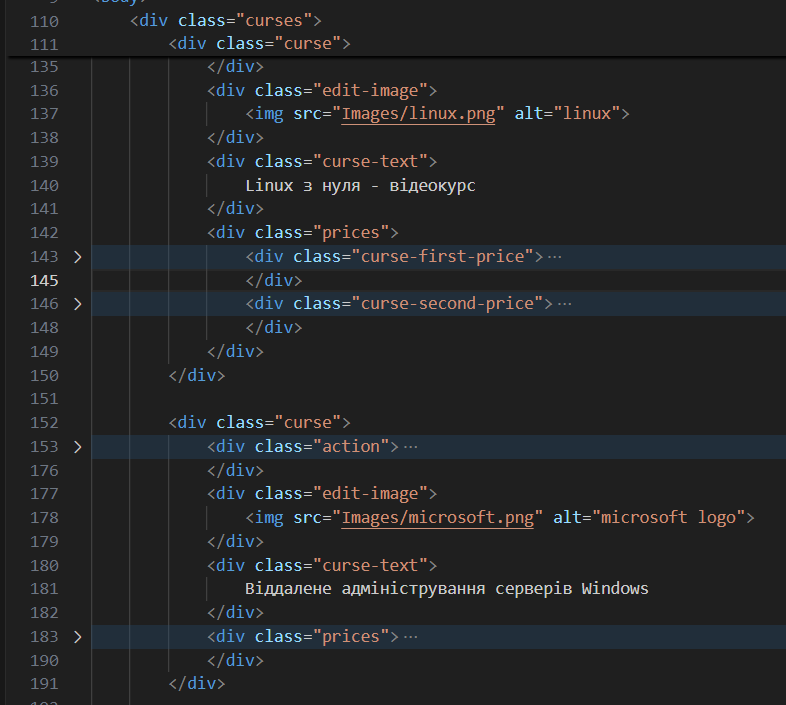 110 <div class="curses">
111 <div class="curse">
135 </div>
136 <div class="edit-image">
137 <img src="Images/linux.png" alt="linux">
138 </div>
139 <div class="curse-text">
140 Linux з нуля - відеокурс
141 </div>
142 <div class="prices">
143 <div class="curse-first-price">…
145 </div>
146 <div class="curse-second-price">…
148 </div>
149 </div>
150 </div>
151
152 <div class="curse">
153 <div class="action">…
176 </div>
177 <div class="edit-image">
178 <img src="Images/microsoft.png" alt="microsoft logo">
179 </div>
180 <div class="curse-text">
181 Віддалене адміністрування серверів Windows
182 </div>
183 <div class="prices">…
190 </div>
191 </div>